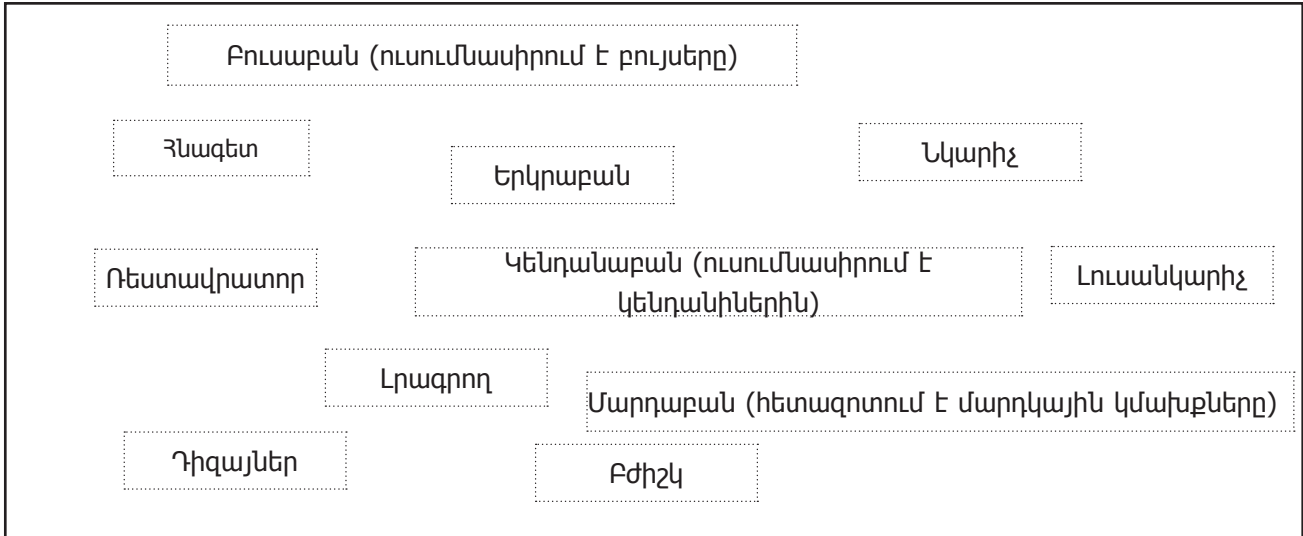 Բուսաբան (ուսումնասիրում է բույսերը)
Հնագետ
Երկրաբան
Նկարիչ
Ռեստավրատոր
Կենդանաբան (ուսումնասիրում է
կենդանիներին)
Լուսանկարիչ
Լրագրող
Մարդաբան (հետազոտում է մարդկային կմախքները)
Դիզայներ
Բժիշկ